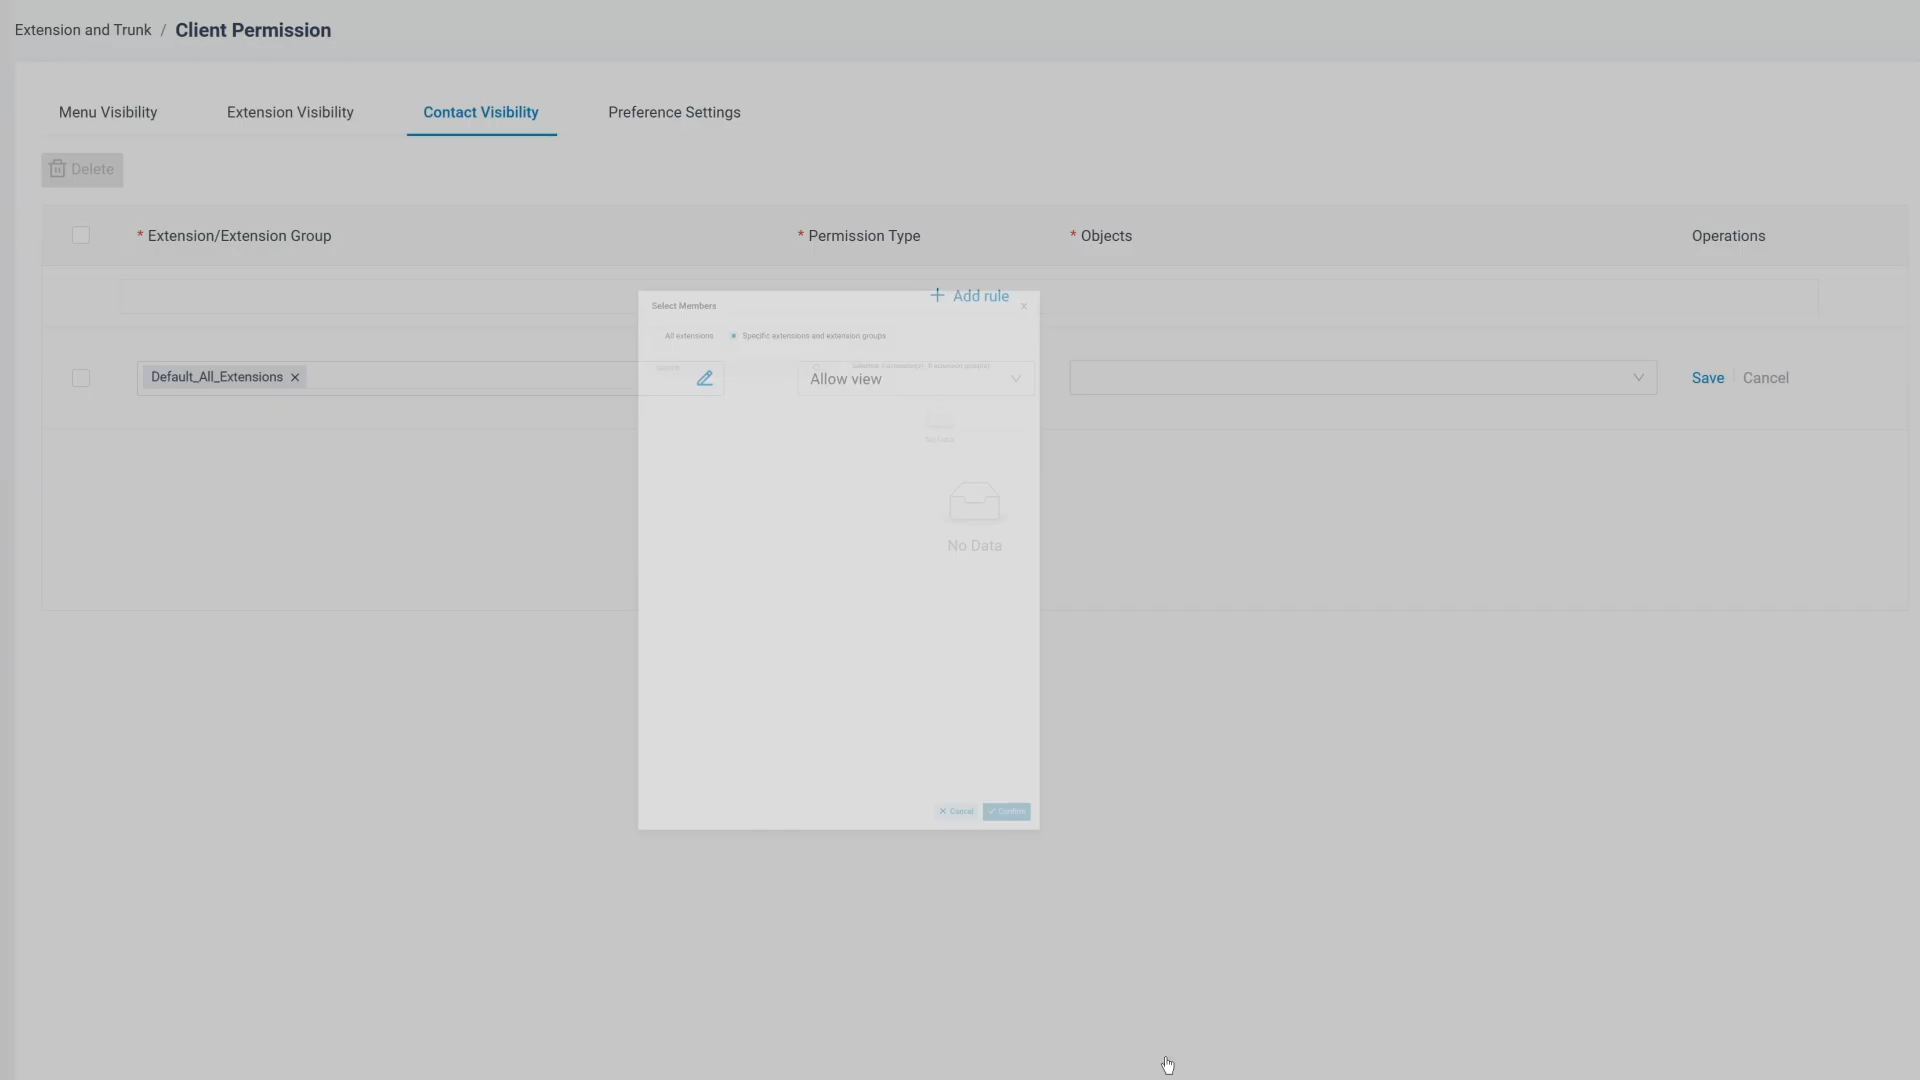 Extension and Trunk / Client Permission
Menu Visibility Extension Visibility Contact Visibility Preference Settings
Delete
* Extension/Extension Group * Permission Type * Objects Operations
+ Add rule
Select Members
All extensions Specific extensions and extension groups
Default_All_Extensions × Allow view Save Cancel
No Data
No Data
× Cancel ✓ Confirm